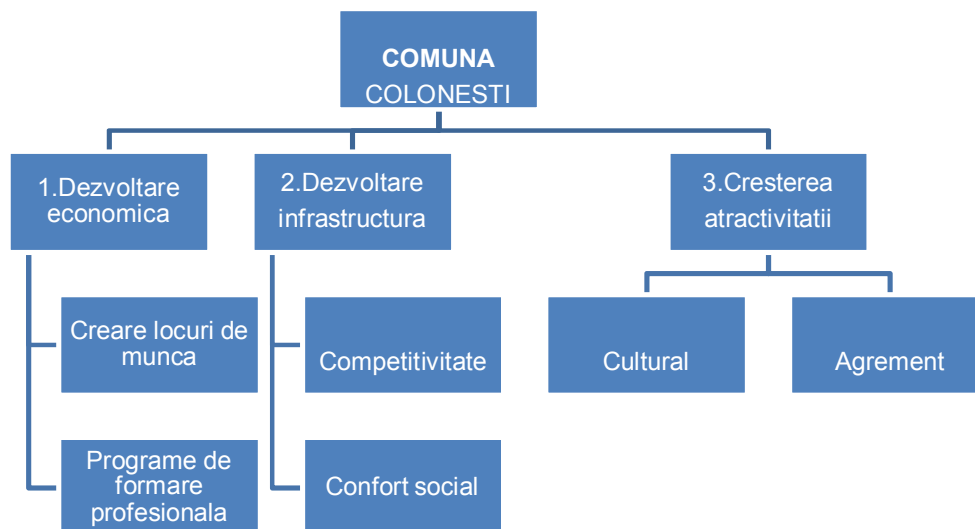 COMUNA
COLONESTI
1.Dezvoltare
economica
2.Dezvoltare
infrastructura
3.Cresterea
atractivitatii
Creare locuri de
munca
Competitivitate
Cultural
Agrement
Programe de
formare
profesionala
Confort social